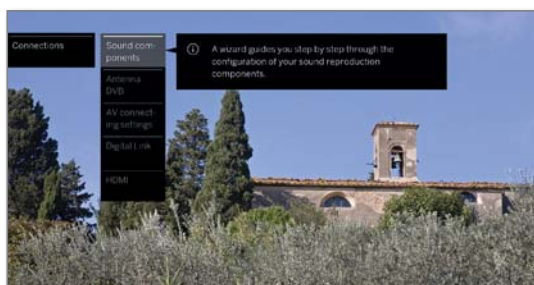 Connections
Sound com-
ponents
A wizard guides you step by step through the
configuration of your sound reproduction
components.
Antenna
DVB
AV connect-
ing settings
Digital Link
HDMI